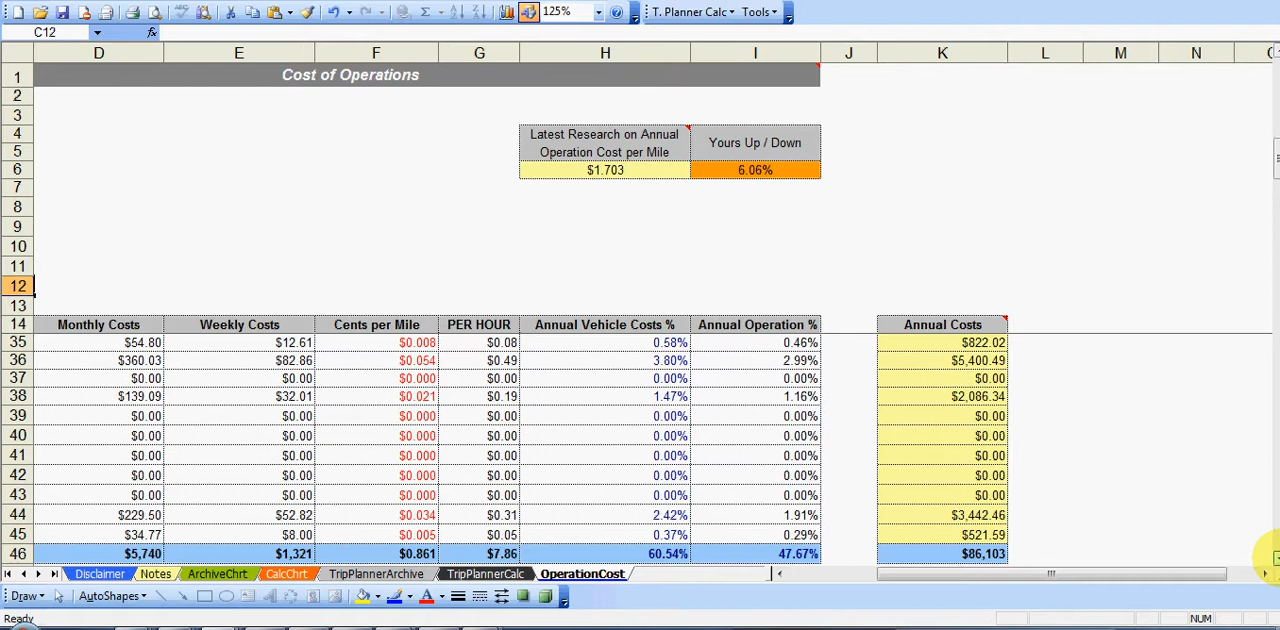 125% T. Planner Calc Tools
C12 fx
D E F G H I J K L M N
1 Cost of Operations
2
3
4 Latest Research on Annual Yours Up / Down
5 Operation Cost per Mile
6 $1.703 6.06%
7
8
9
10
11
12
13
14 Monthly Costs Weekly Costs Cents per Mile PER HOUR Annual Vehicle Costs % Annual Operation % Annual Costs
35 $54.80 $12.61 $0.008 $0.08 0.58% 0.46% $822.02
36 $360.03 $82.86 $0.054 $0.49 3.80% 2.99% $5,400.49
37 $0.00 $0.00 $0.000 $0.00 0.00% 0.00% $0.00
38 $139.09 $32.01 $0.021 $0.19 1.47% 1.16% $2,086.34
39 $0.00 $0.00 $0.000 $0.00 0.00% 0.00% $0.00
40 $0.00 $0.00 $0.000 $0.00 0.00% 0.00% $0.00
41 $0.00 $0.00 $0.000 $0.00 0.00% 0.00% $0.00
42 $0.00 $0.00 $0.000 $0.00 0.00% 0.00% $0.00
43 $0.00 $0.00 $0.000 $0.00 0.00% 0.00% $0.00
44 $229.50 $52.82 $0.034 $0.31 2.42% 1.91% $3,442.46
45 $34.77 $8.00 $0.005 $0.05 0.37% 0.29% $521.59
46 $5,740 $1,321 $0.861 $7.86 60.54% 47.67% $86,103
Disclaimer Notes ArchiveChrt CalcChrt TripPlannerArchive TripPlannerCalc OperationCost
Draw AutoShapes
Ready NUM